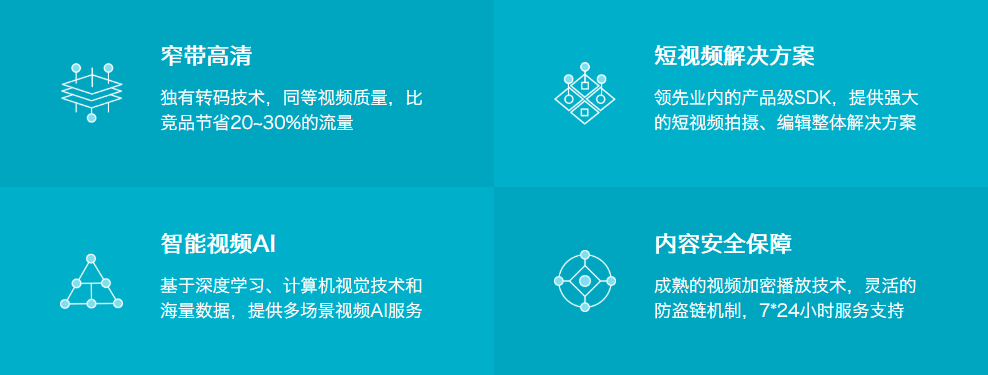 窄带高清
独有转码技术，同等视频质量，比
竞品节省20~30%的流量
短视频解决方案
领先业内的产品级SDK，提供强大
的短视频拍摄、编辑整体解决方案
智能视频AI
基于深度学习、计算机视觉技术和
海量数据，提供多场景视频AI服务
内容安全保障
成熟的视频加密播放技术，灵活的
防盗链机制，7*24小时服务支持